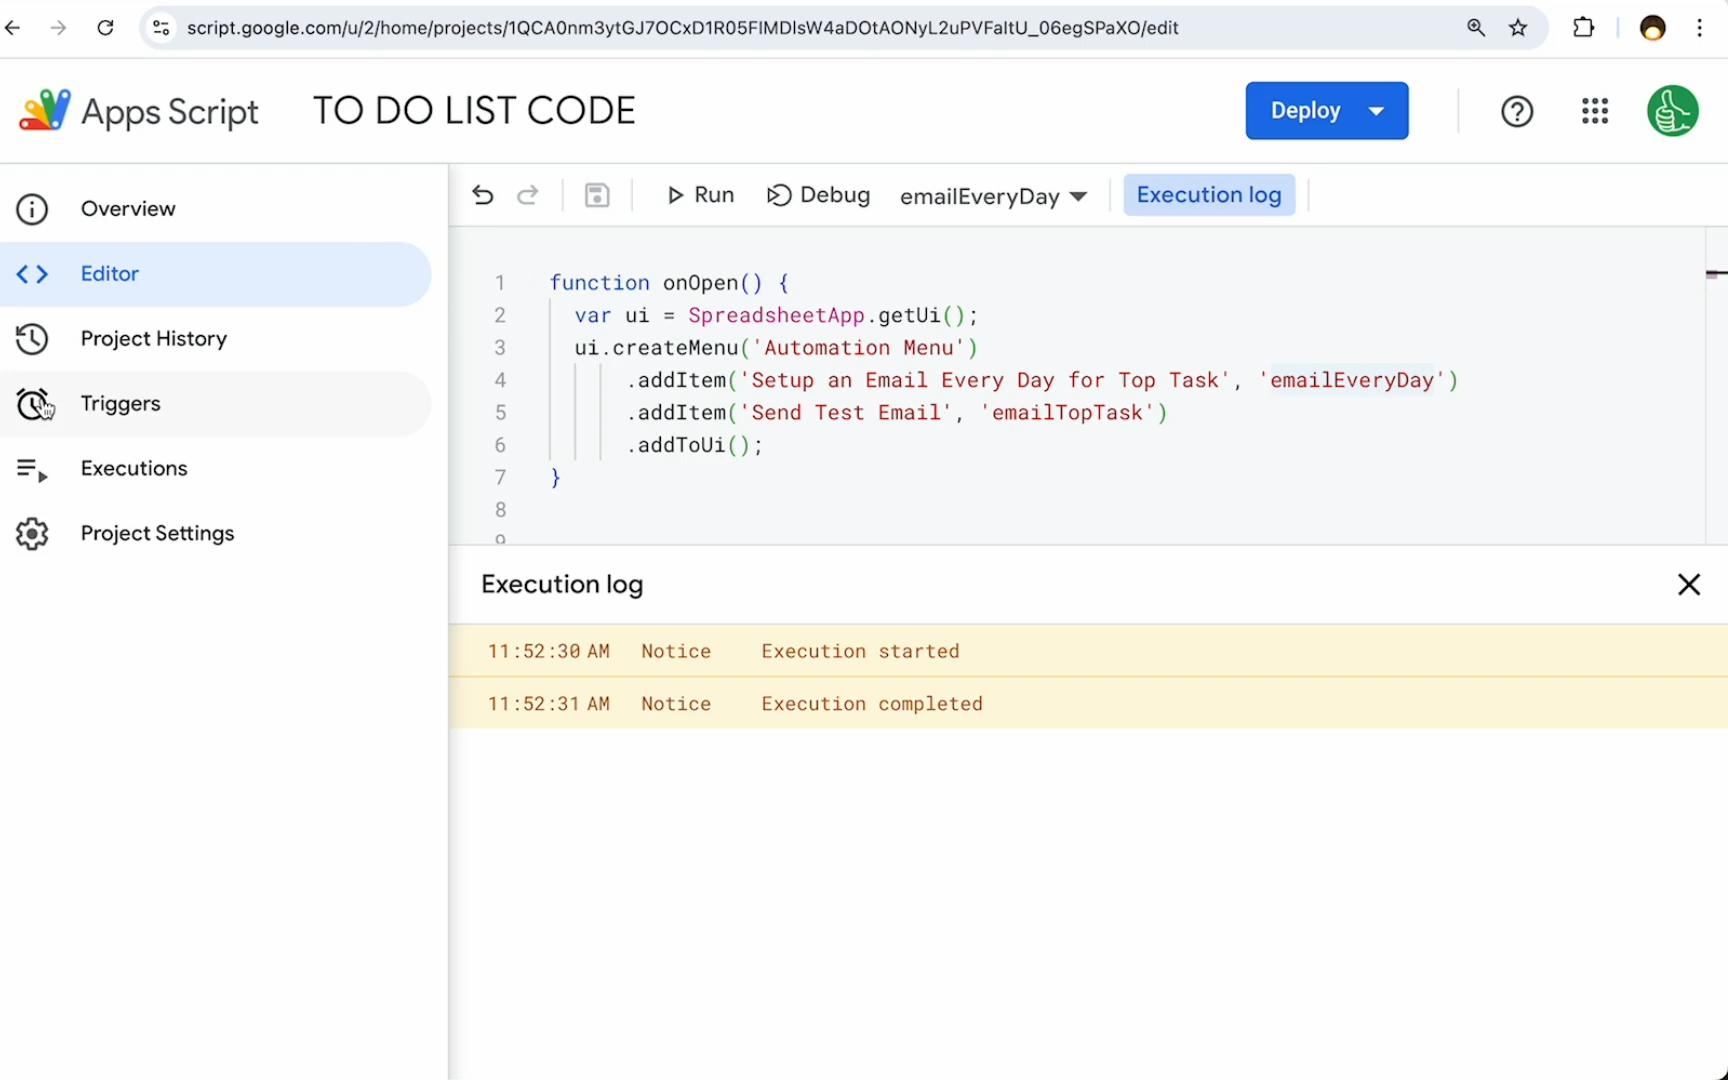 script.google.com/u/2/home/projects/1QCA0nm3ytGJ7OCxD1R05FlMDlsW4aDOtAONyL2uPVFaltU_06egSPaXO/edit
Apps Script
TO DO LIST CODE
Deploy
Overview
Editor
Project History
Triggers
Executions
Project Settings
Run Debug emailEveryDay Execution log
1 function onOpen() {
2 var ui = SpreadsheetApp.getUi();
3 ui.createMenu('Automation Menu')
4 .addItem('Setup an Email Every Day for Top Task', 'emailEveryDay')
5 .addItem('Send Test Email', 'emailTopTask')
6 .addToUi();
7 }
8
9
Execution log
11:52:30 AM Notice Execution started
11:52:31 AM Notice Execution completed